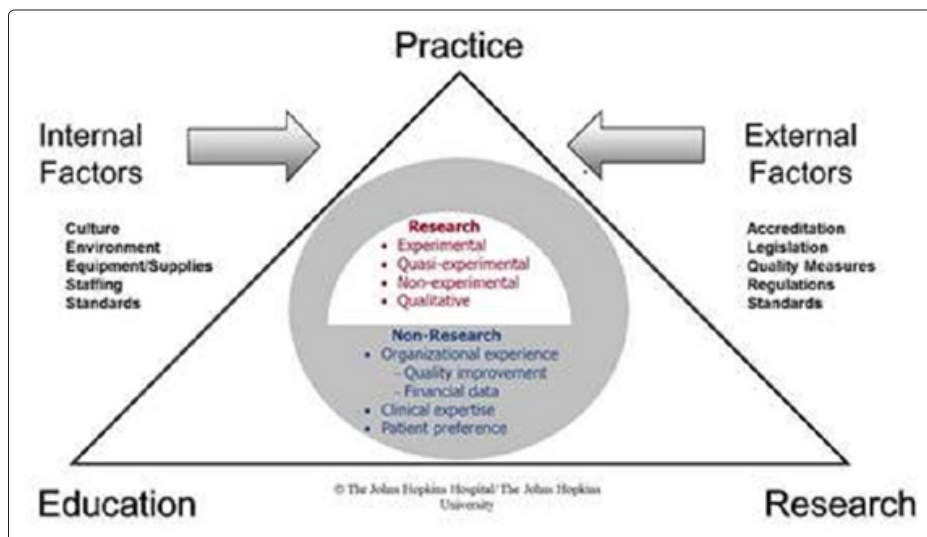 Practice
Internal
Factors
Culture
Environment
Equipment/Supplies
Staffing
Standards
External
Factors
Accreditation
Legislation
Quality Measures
Regulations
Standards
Research
• Experimental
• Quasi-experimental
• Non-experimental
• Qualitative
Non-Research
• Organizational experience
- Quality improvement
- Financial data
• Clinical expertise
• Patient preference
Education
© The Johns Hopkins Hospital/ The Johns Hopkins
University
Research